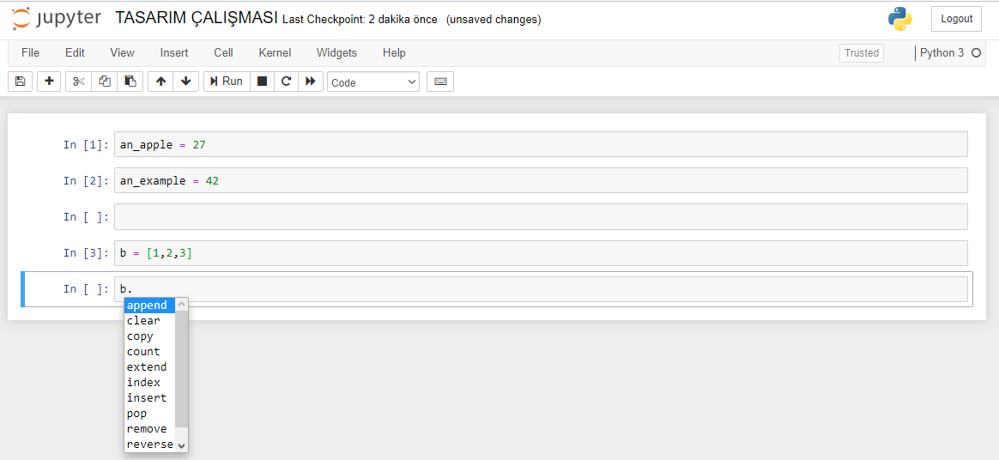 jupyter TASARIM ÇALIŞMASI Last Checkpoint: 2 dakika önce (unsaved changes) Logout
File Edit View Insert Cell Kernel Widgets Help Trusted Python 3
Run Code
In [1]: an_apple = 27
In [2]: an_example = 42
In [ ]:
In [3]: b = [1,2,3]
In [ ]: b.
append
clear
copy
count
extend
index
insert
pop
remove
reverse